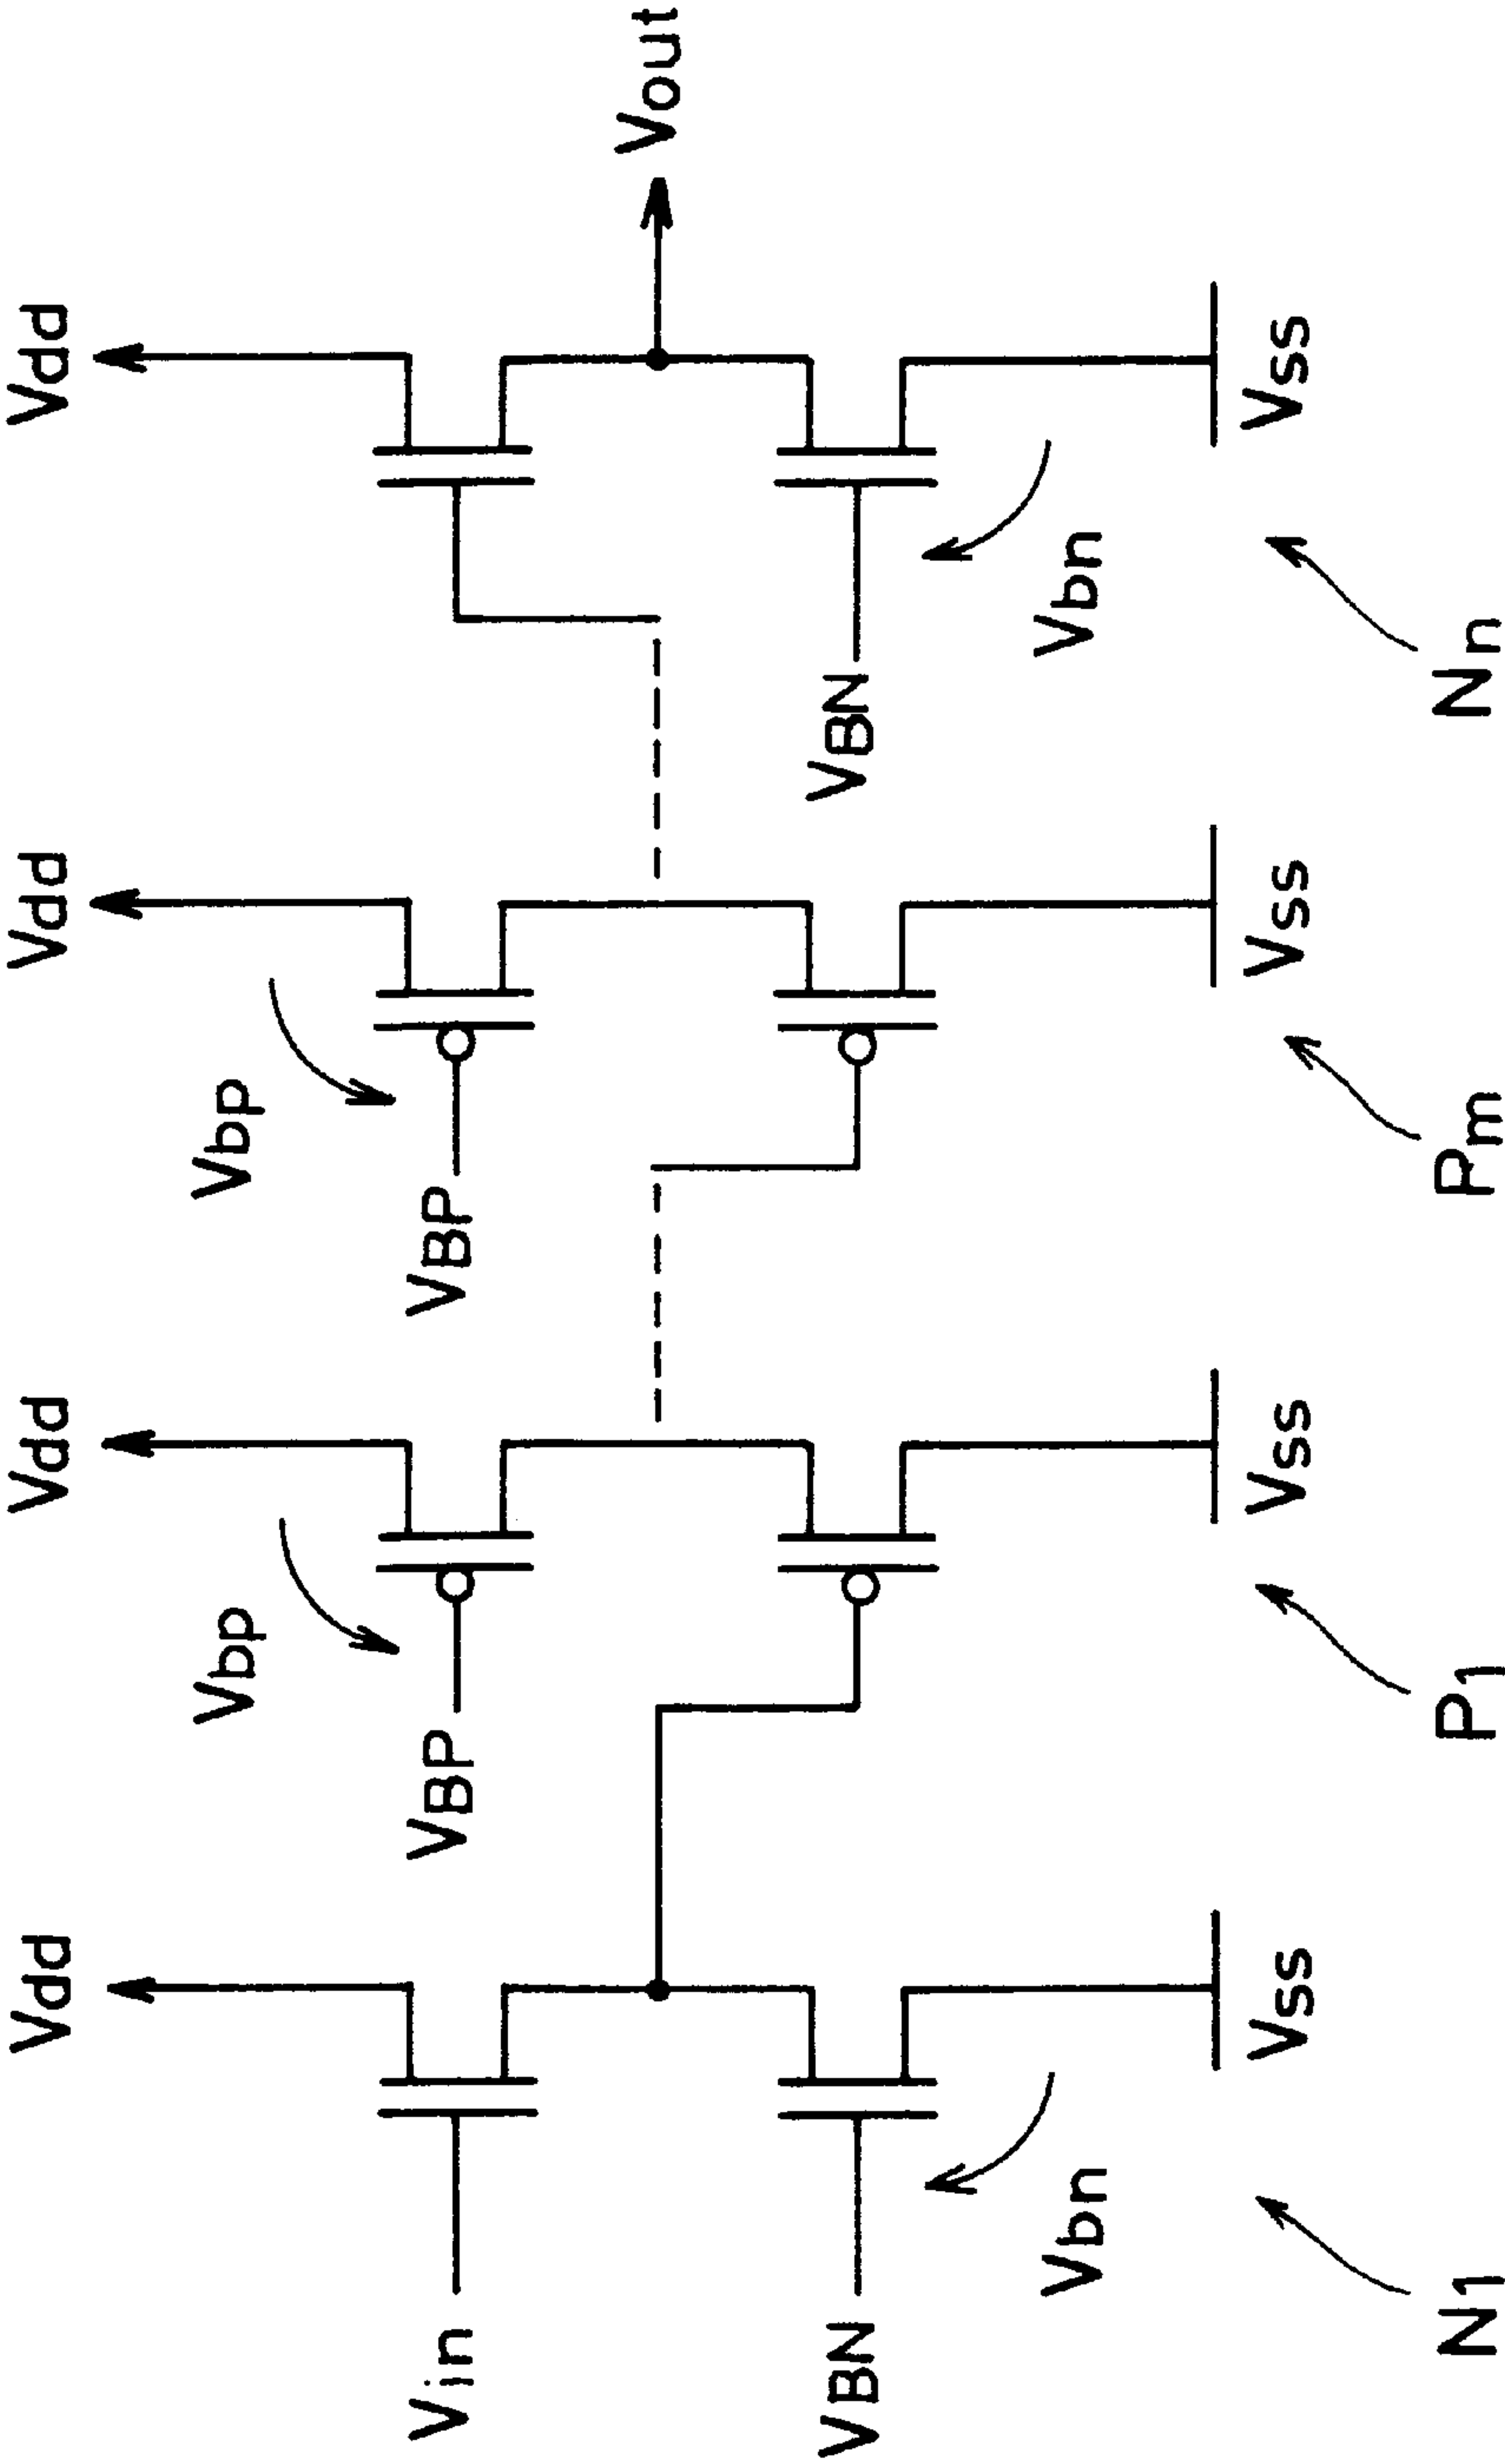 Vdd Vdd Vdd Vdd
Vbp Vbp
Vin VBP VBP Vout
VBN VBN
Vbn Vbn
Vss Vss Vss Vss
N1 P1 Pm Nn